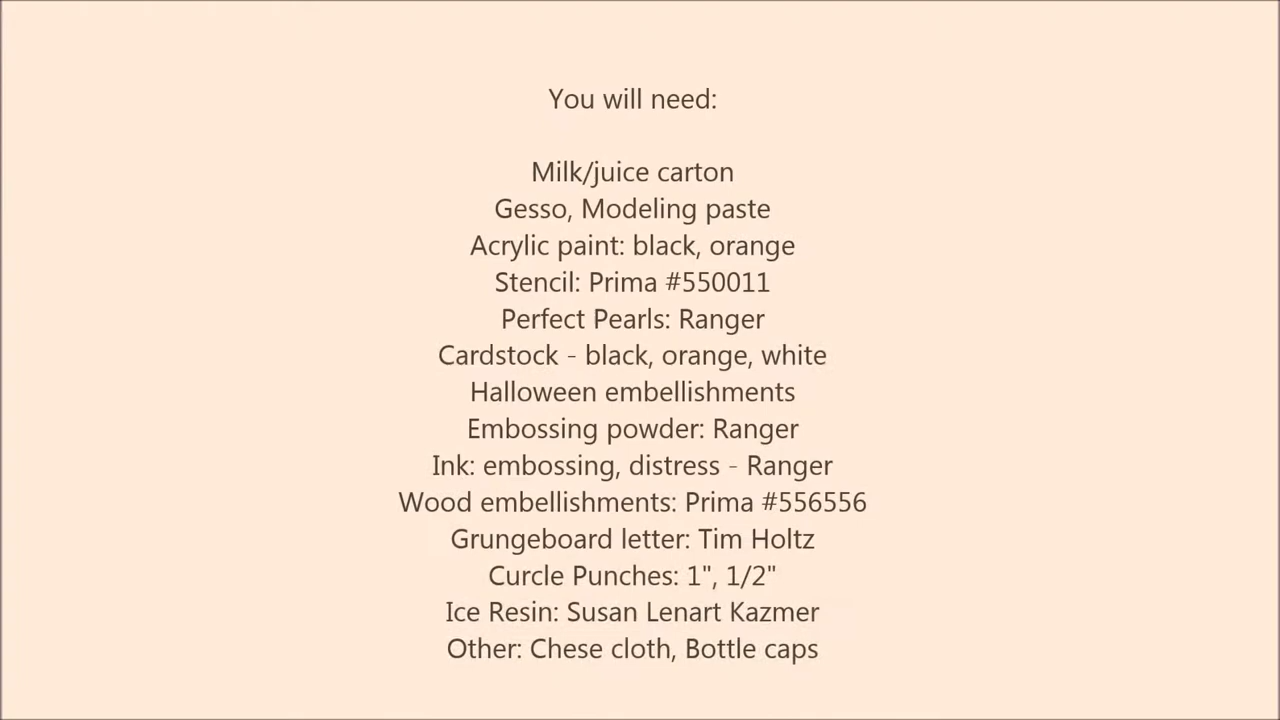 You will need:
Milk/juice carton
Gesso, Modeling paste
Acrylic paint: black, orange
Stencil: Prima #550011
Perfect Pearls: Ranger
Cardstock - black, orange, white
Halloween embellishments
Embossing powder: Ranger
Ink: embossing, distress - Ranger
Wood embellishments: Prima #556556
Grungeboard letter: Tim Holtz
Curcle Punches: 1", 1/2"
Ice Resin: Susan Lenart Kazmer
Other: Chese cloth, Bottle caps